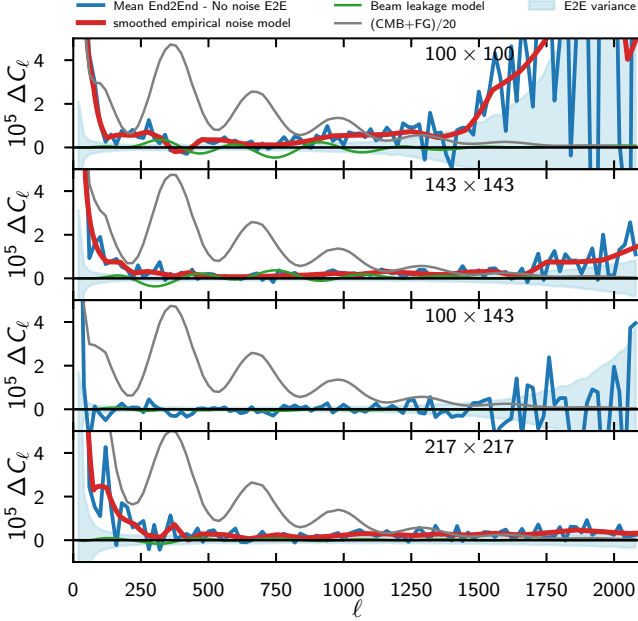 Mean End2End - No noise E2E
Beam leakage model
E2E variance
smoothed empirical noise model
(CMB+FG)/20
100 × 100
10⁵ ΔCℓ
4
2
0
143 × 143
10⁵ ΔCℓ
4
2
0
100 × 143
10⁵ ΔCℓ
4
2
0
217 × 217
10⁵ ΔCℓ
4
2
0
0 250 500 750 1000 1250 1500 1750 2000
ℓ